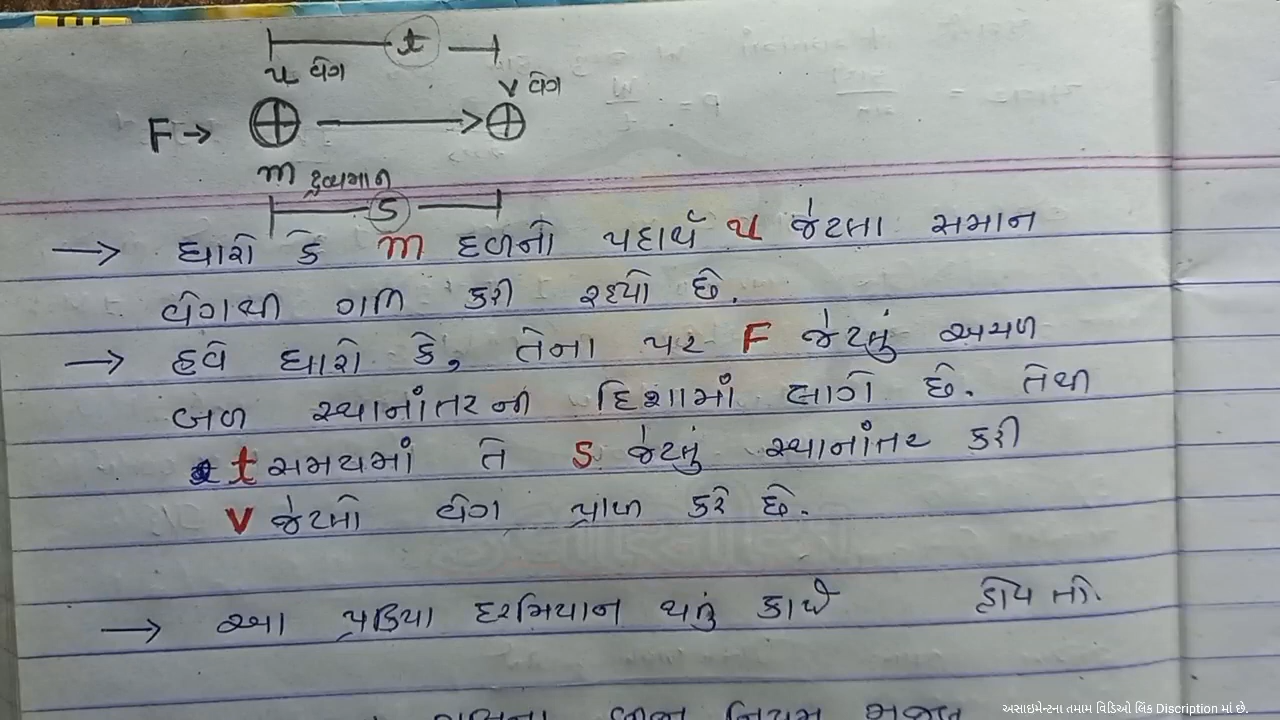 t
u વેગ
v વેગ
F →
m દ્રવ્યમાન
S
→ ધારો કે m દળનો પદાર્થ u જેટલા સમાન
વેગથી ગતિ કરી રહ્યો છે.
→ હવે ધારો કે, તેના પર F જેટલું અચળ
બળ સ્થાનાંતરની દિશામાં લાગે છે. તેથી
t સમયમાં તે S જેટલું સ્થાનાંતર કરી
v જેટલો વેગ પ્રાપ્ત કરે છે.
→ આ પ્રક્રિયા દરમિયાન થતું કાર્ય હોય તો.
નિયમ
અસાઇમેન્ટના તમામ વિડિઓ લિંક Discription માં છે.